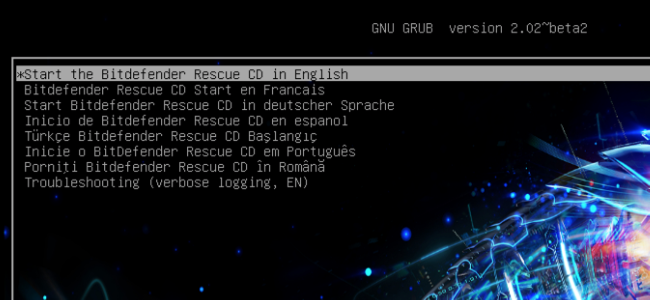 GNU GRUB version 2.02~beta2
*Start the Bitdefender Rescue CD in English
Bitdefender Rescue CD Start en Francais
Start Bitdefender Rescue CD in deutscher Sprache
Inicio de Bitdefender Rescue CD en espanol
Türkçe Bitdefender Rescue CD Başlangıç
Inicie o BitDefender Rescue CD em Português
Porniți Bitdefender Rescue CD în Română
Troubleshooting (verbose logging, EN)